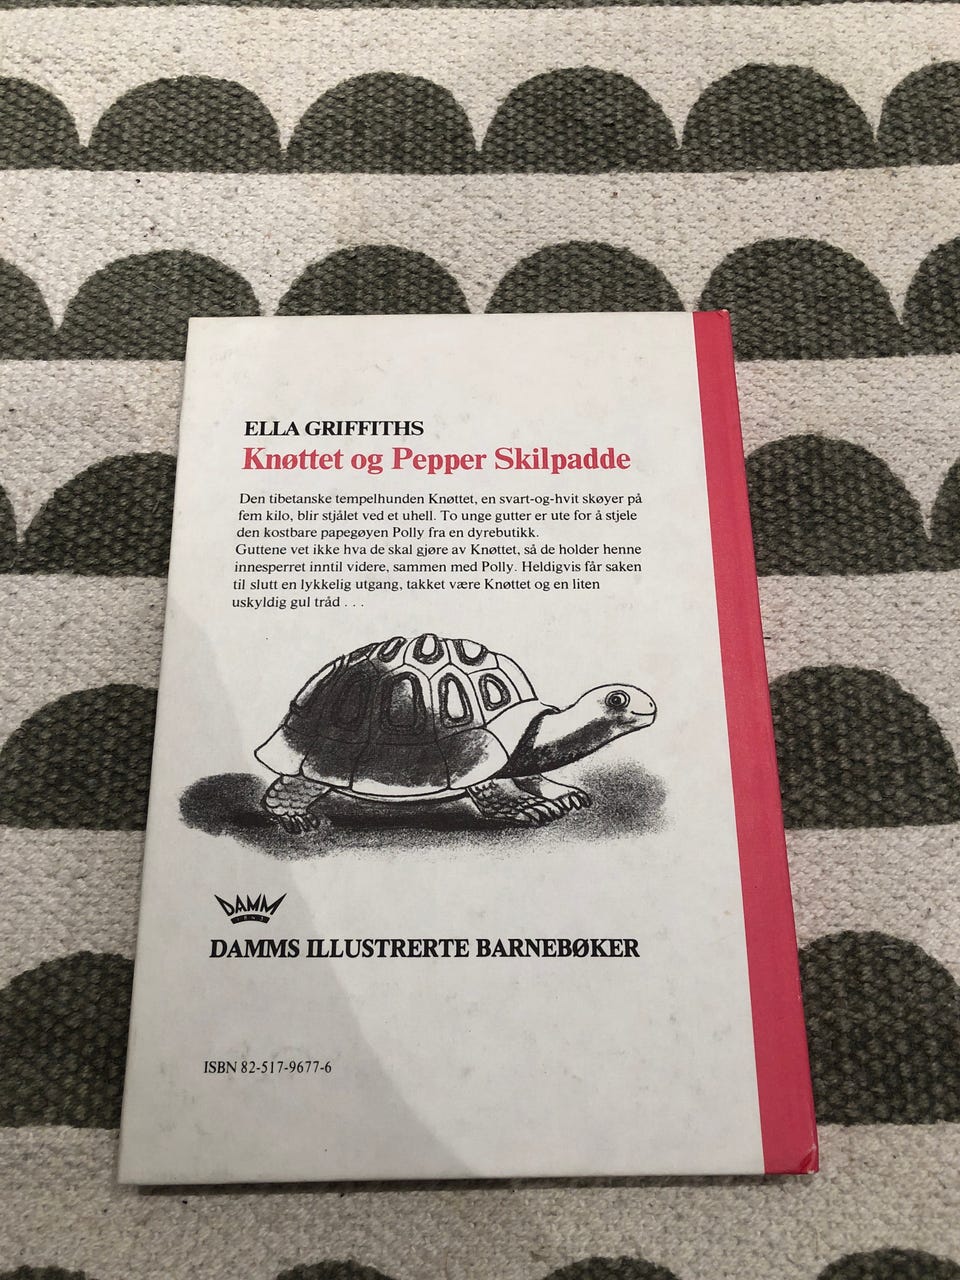 ELLA GRIFFITHS
Knøttet og Pepper Skilpadde
Den tibetanske tempelhunden Knøttet, en svart-og-hvit skøyer på
fem kilo, blir stjålet ved et uhell. To unge gutter er ute for å stjele
den kostbare papegøyen Polly fra en dyrebutikk.
Guttene vet ikke hva de skal gjøre av Knøttet, så de holder henne
innesperret inntil videre, sammen med Polly. Heldigvis får saken
til slutt en lykkelig utgang, takket være Knøttet og en liten
uskyldig gul tråd . . .
DAMM
1843
DAMMS ILLUSTRERTE BARNEBØKER
ISBN 82-517-9677-6